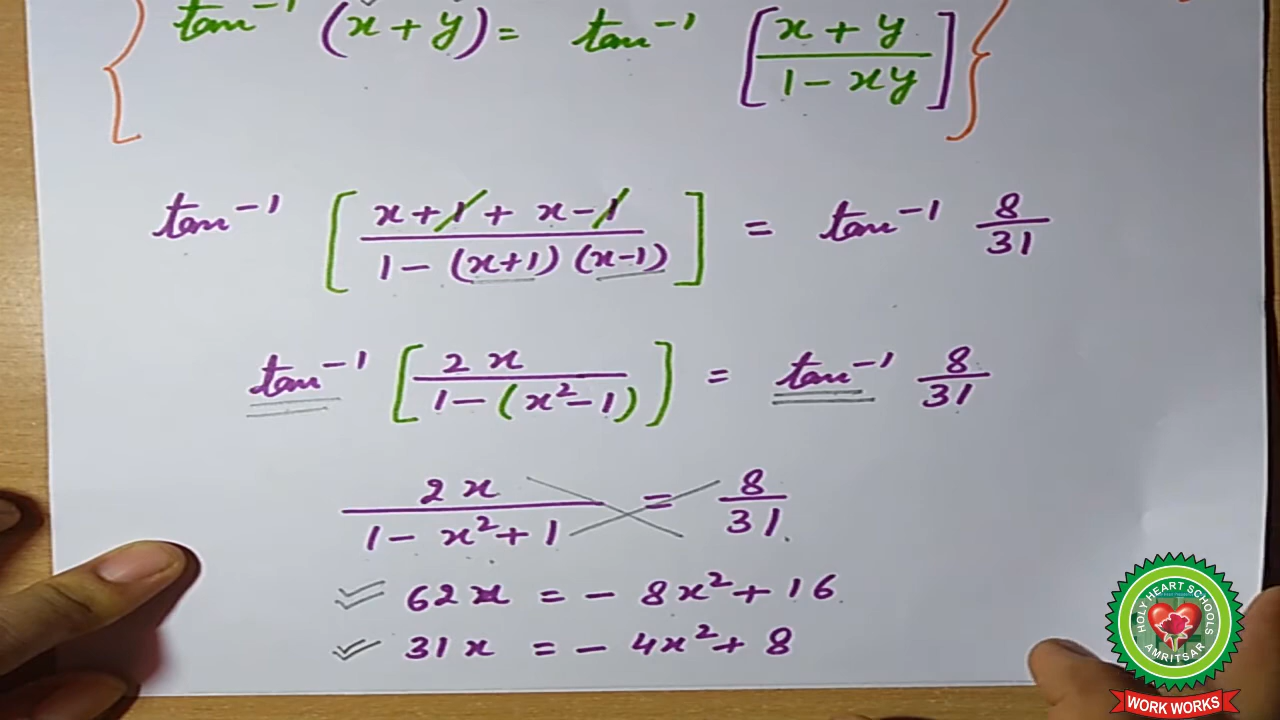 tan⁻¹ (x + y) = tan⁻¹ [x + y / 1 - xy]
tan⁻¹ [x + 1 + x - 1 / 1 - (x+1) (x-1)] = tan⁻¹ 8/31
tan⁻¹ [2x / 1 - (x² - 1)] = tan⁻¹ 8/31
2x / 1 - x² + 1 = 8/31
62x = - 8x² + 16
31x = - 4x² + 8
HOLY HEART SCHOOLS
AMRITSAR
WORK WORKS